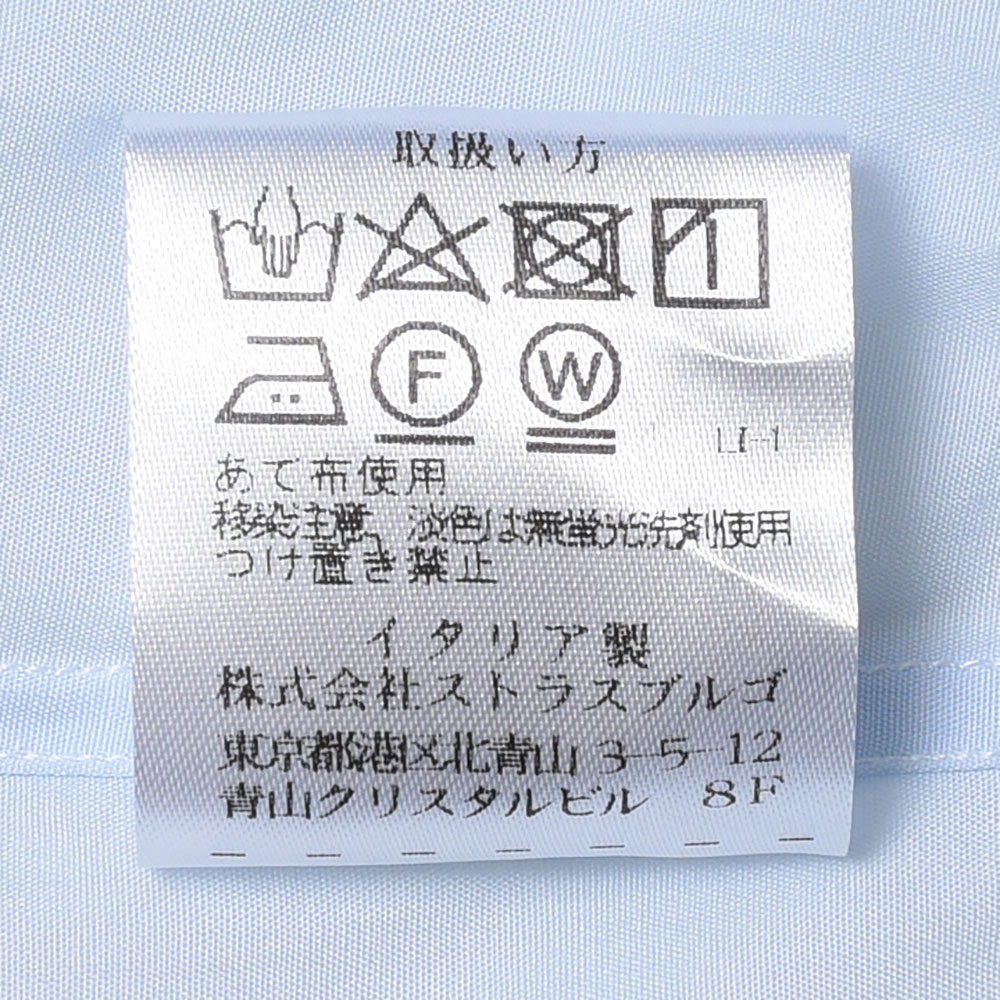 取扱い方
F W
LI-1
あて布使用
移染注意、淡色は無蛍光洗剤使用
つけ置き禁止
イタリア製
株式会社ストラスブルゴ
東京都港区北青山3-5-12
青山クリスタルビル 8F